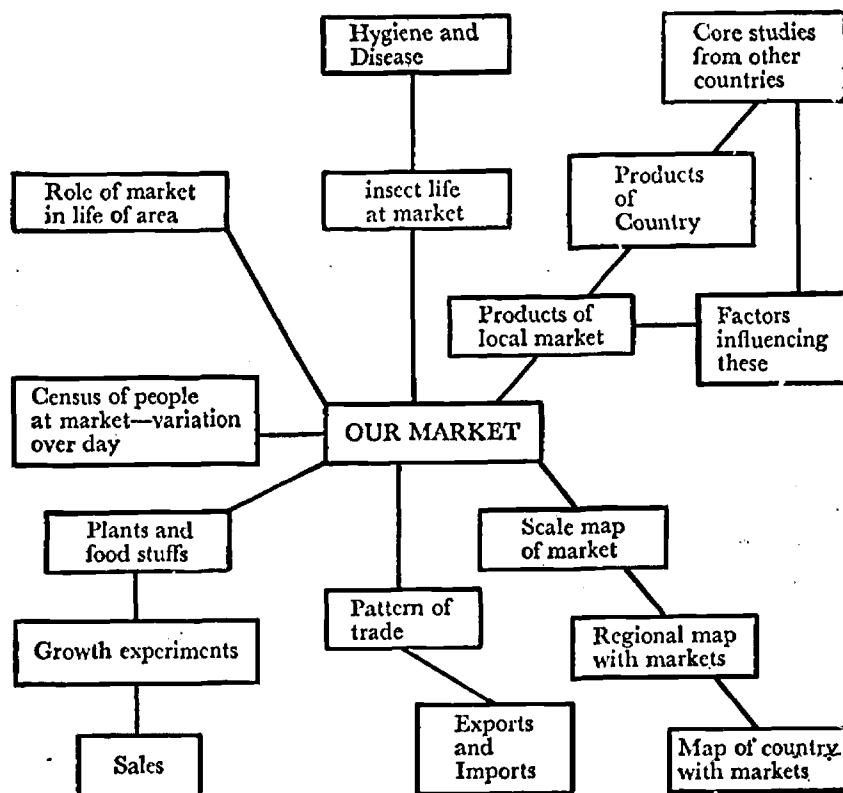 Hygiene and
Disease
Core studies
from other
countries
Role of market
in life of area
insect life
at market
Products
of
Country
Products of
local market
Factors
influencing
these
Census of people
at market—variation
over day
OUR MARKET
Plants and
food stuffs
Scale map
of market
Growth experiments
Pattern of
trade
Regional map
with markets
Sales
Exports
and
Imports
Map of country
with markets